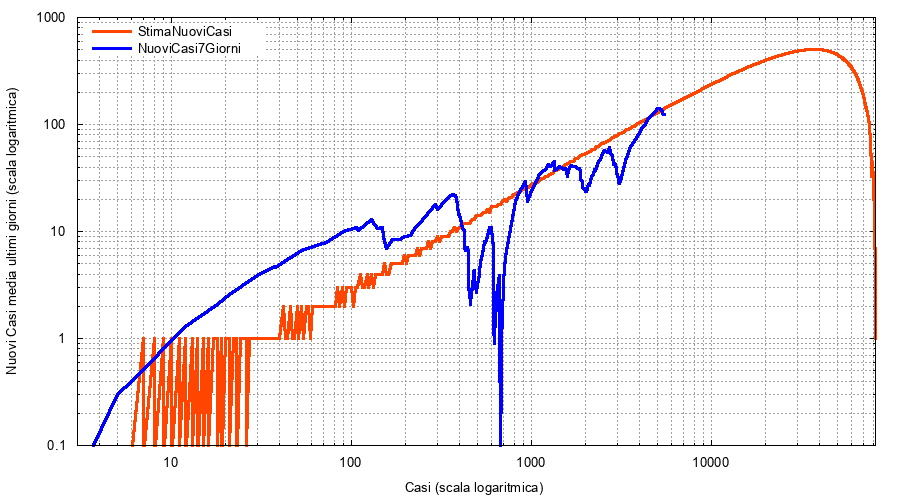 1000
StimaNuoviCasi
NuoviCasi7Giorni
100
10
1
0.1
Nuovi Casi media ultimi giorni (scala logaritmica)
10
100
1000
10000
Casi (scala logaritmica)